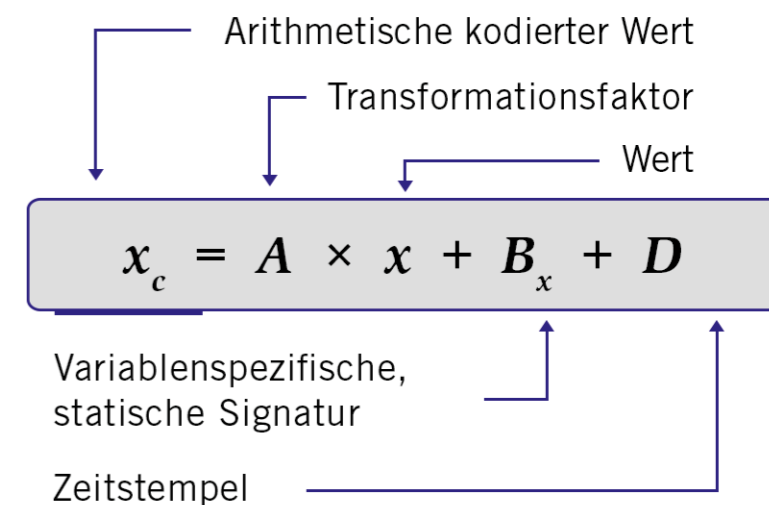 Arithmetische kodierter Wert
Transformationsfaktor
Wert
x_c = A × x + B_x + D
Variablenspezifische,
statische Signatur
Zeitstempel